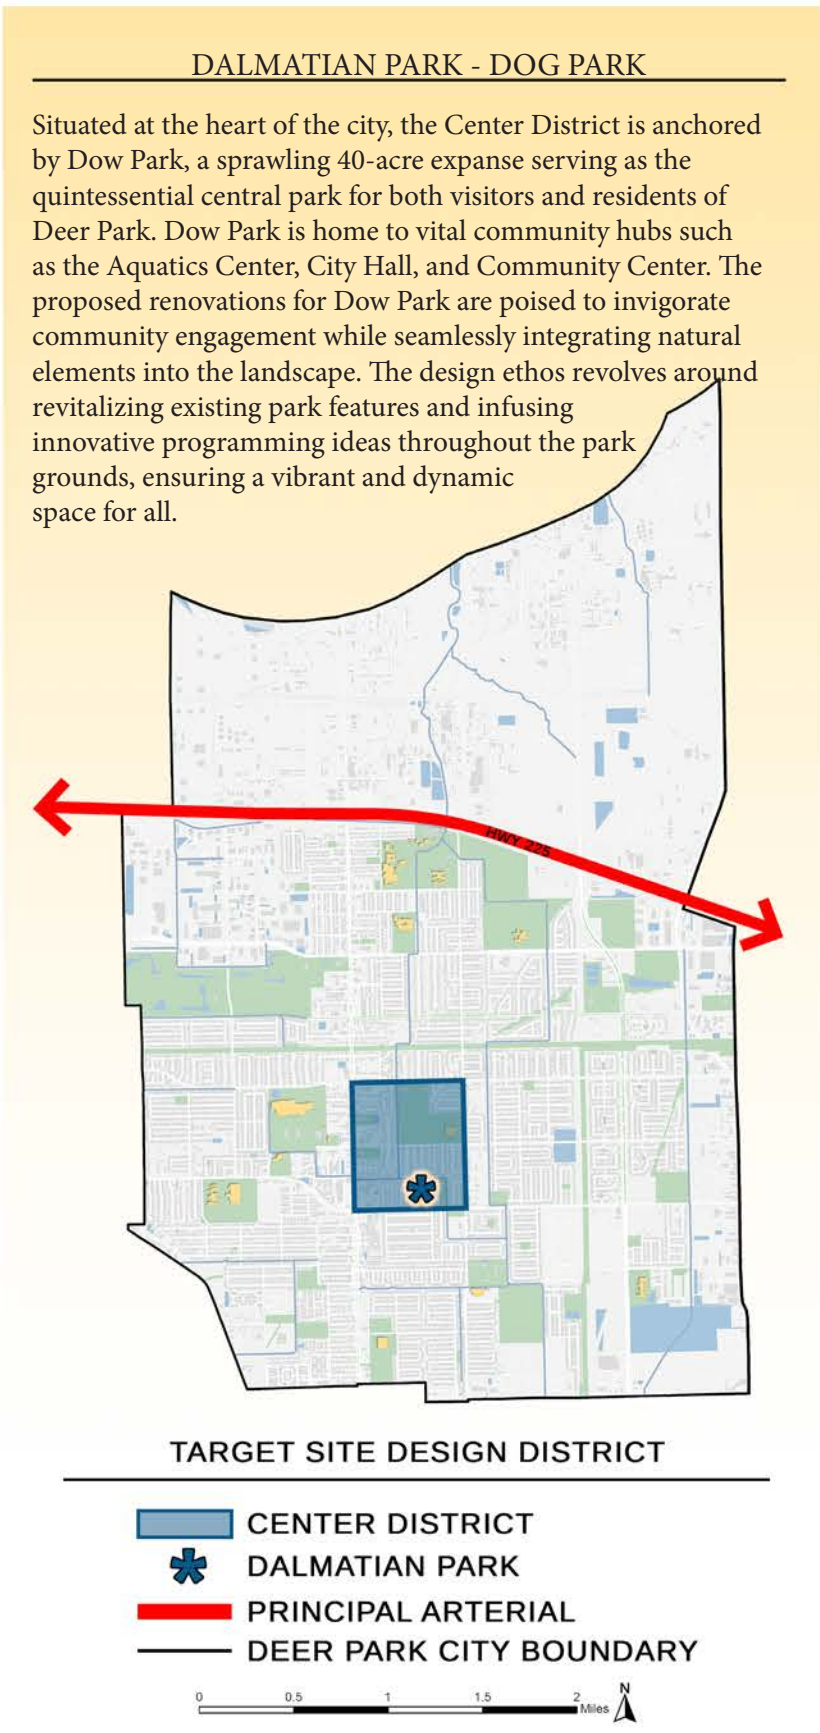 DALMATIAN PARK - DOG PARK
Situated at the heart of the city, the Center District is anchored
by Dow Park, a sprawling 40-acre expanse serving as the
quintessential central park for both visitors and residents of
Deer Park. Dow Park is home to vital community hubs such
as the Aquatics Center, City Hall, and Community Center. The
proposed renovations for Dow Park are poised to invigorate
community engagement while seamlessly integrating natural
elements into the landscape. The design ethos revolves around
revitalizing existing park features and infusing
innovative programming ideas throughout the park
grounds, ensuring a vibrant and dynamic
space for all.
HWY 225
TARGET SITE DESIGN DISTRICT
CENTER DISTRICT
DALMATIAN PARK
PRINCIPAL ARTERIAL
DEER PARK CITY BOUNDARY
0 0.5 1 1.5 2 Miles N